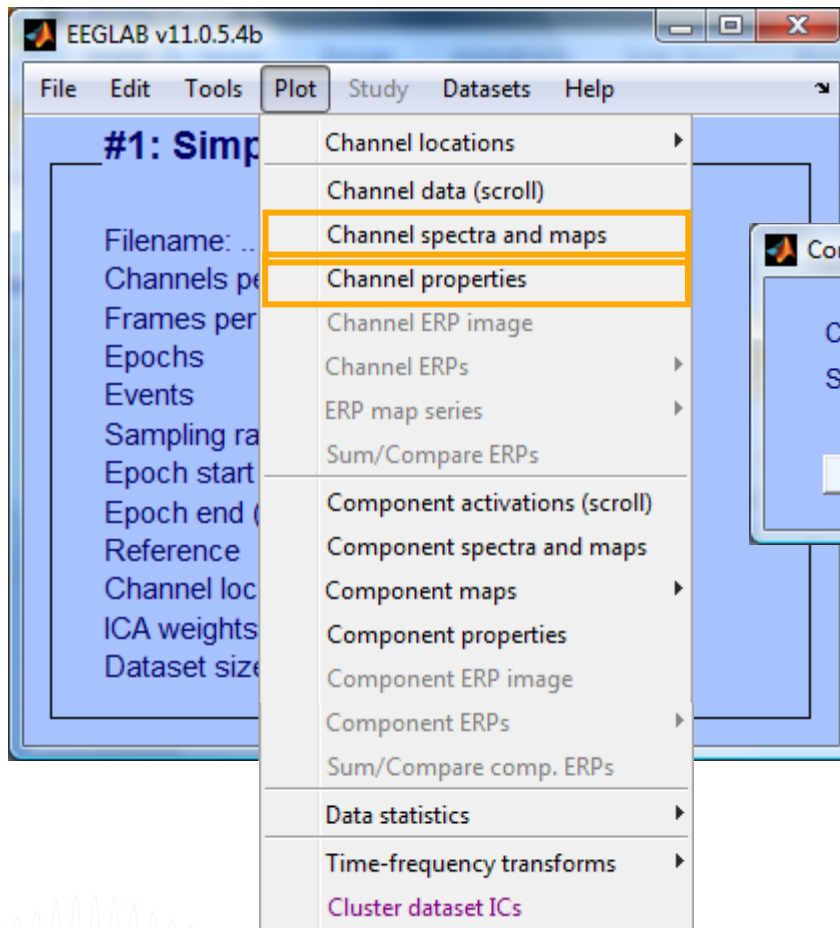 EEGLAB v11.0.5.4b
File Edit Tools Plot Study Datasets Help
#1: Simp
Filename: ..
Channels pe
Frames per
Epochs
Events
Sampling ra
Epoch start
Epoch end (
Reference
Channel loc
ICA weights
Dataset size
Channel locations
Channel data (scroll)
Channel spectra and maps
Channel properties
Channel ERP image
Channel ERPs
ERP map series
Sum/Compare ERPs
Component activations (scroll)
Component spectra and maps
Component maps
Component properties
Component ERP image
Component ERPs
Sum/Compare comp. ERPs
Data statistics
Time-frequency transforms
Cluster dataset ICs
Co
C
S